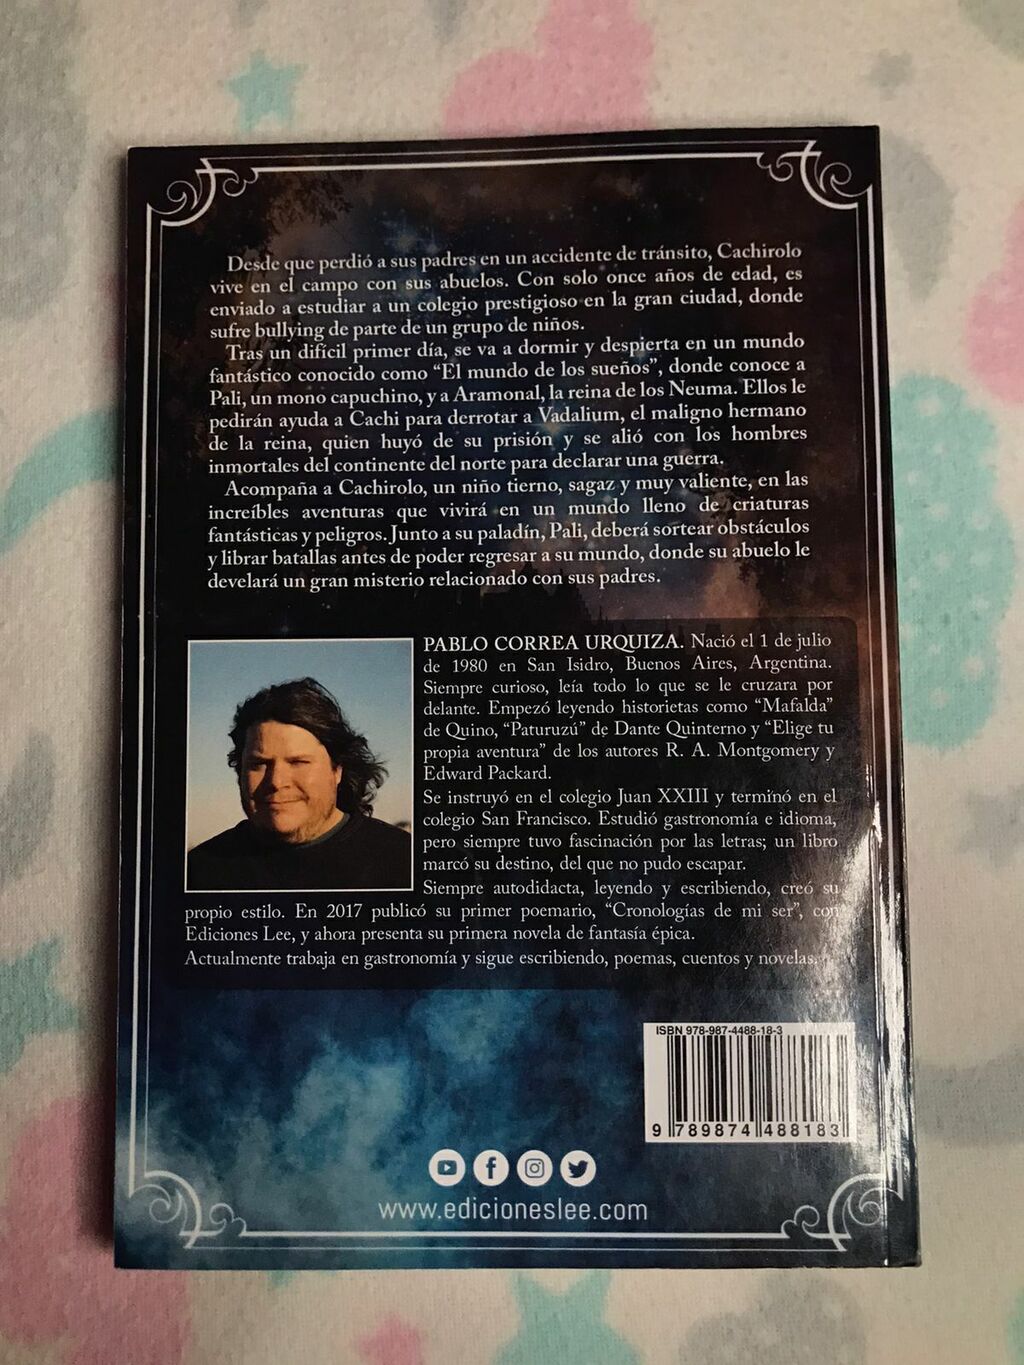 Desde que perdió a sus padres en un accidente de tránsito, Cachirolo
vive en el campo con sus abuelos. Con solo once años de edad, es
enviado a estudiar a un colegio prestigioso en la gran ciudad, donde
sufre bullying de parte de un grupo de niños.
Tras un difícil primer día, se va a dormir y despierta en un mundo
fantástico conocido como “El mundo de los sueños”, donde conoce a
Pali, un mono capuchino, y a Aramonal, la reina de los Neuma. Ellos le
pedirán ayuda a Cachi para derrotar a Vadalium, el maligno hermano
de la reina, quien huyó de su prisión y se alió con los hombres
inmortales del continente del norte para declarar una guerra.
Acompaña a Cachirolo, un niño tierno, sagaz y muy valiente, en las
increíbles aventuras que vivirá en un mundo lleno de criaturas
fantásticas y peligros. Junto a su paladín, Pali, deberá sortear obstáculos
y librar batallas antes de poder regresar a su mundo, donde su abuelo le
develará un gran misterio relacionado con sus padres.
PABLO CORREA URQUIZA. Nació el 1 de julio
de 1980 en San Isidro, Buenos Aires, Argentina.
Siempre curioso, leía todo lo que se le cruzara por
delante. Empezó leyendo historietas como “Mafalda”
de Quino, “Paturuzú” de Dante Quinterno y “Elige tu
propia aventura” de los autores R. A. Montgomery y
Edward Packard.
Se instruyó en el colegio Juan XXIII y terminó en el
colegio San Francisco. Estudió gastronomía e idioma,
pero siempre tuvo fascinación por las letras; un libro
marcó su destino, del que no pudo escapar.
Siempre autodidacta, leyendo y escribiendo, creó su
propio estilo. En 2017 publicó su primer poemario, “Cronologías de mi ser”, con
Ediciones Lee, y ahora presenta su primera novela de fantasía épica.
Actualmente trabaja en gastronomía y sigue escribiendo, poemas, cuentos y novelas.
ISBN 978-987-4488-18-3
9 789874 488183
www.edicioneslee.com